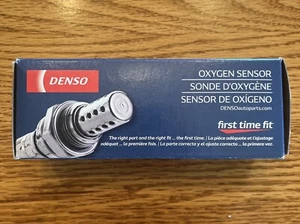 DENSO
OXYGEN SENSOR
SONDE D'OXYGÈNE
SENSOR DE OXÍGENO
DENSOautoparts.com
first time fit
The right part and the right fit ... the first time. | La pièce adéquate et l'ajustage
adéquat ... la première fois. | La parte correcta y el ajuste correcto ... la primera vez.